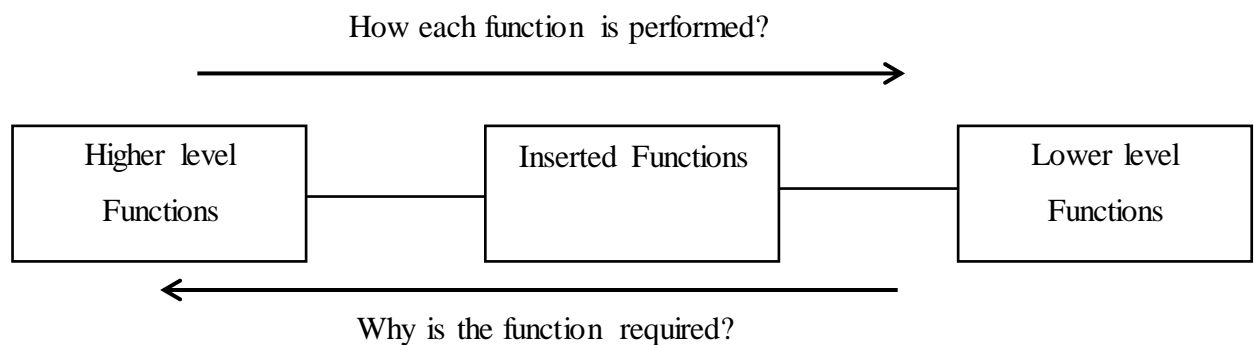 How each function is performed?
Higher level
Functions
Inserted Functions
Lower level
Functions
Why is the function required?